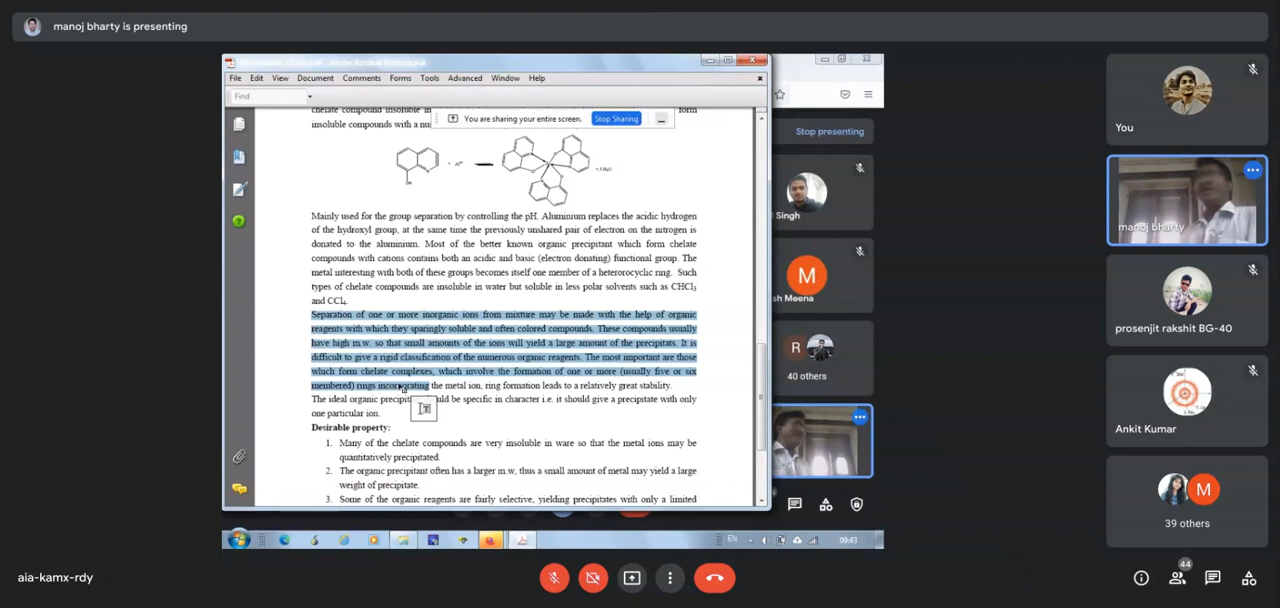 manoj bharty is presenting
Adobe Acrobat Professional
File Edit View Document Comments Forms Tools Advanced Window Help
Find
chelate compound insoluble in
form
insoluble compounds with a
You are sharing your entire screen.
Stop Sharing
Mainly used for the group separation by controlling the pH. Aluminium replaces the acidic hydrogen
of the hydroxyl group, at the same time the previously unshared pair of electron on the nitrogen is
donated to the aluminium. Most of the better known organic precipitant which form chelate
compounds with cations contains both an acidic and basic (electron donating) functional group. The
metal interesting with both of these groups becomes itself one member of a heterorocyclic ring. Such
types of chelate compounds are insoluble in water but soluble in less polar solvents such as CHCl3
and CCl4.
Separation of one or more inorganic ions from mixture may be made with the help of organic
reagents with which they sparingly soluble and often colored compounds. These compounds usually
have high m.w. so that small amounts of the ions will yield a large amount of the precipitats. It is
difficult to give a rigid classification of the numerous organic reagents. The most important are those
which form chelate complexes, which involve the formation of one or more (usually five or six
membered) rings incorporating the metal ion, ring formation leads to a relatively great stability.
The ideal organic be specific in character i.e. it should give a precipitate with only
one particular ion.
Desirable property:
1. Many of the chelate compounds are very insoluble in ware so that the metal ions may be
quantitatively precipitated.
2. The organic precipitant often has a larger m.w, thus a small amount of metal may yield a large
weight of precipitate.
3. Some of the organic reagents are fairly selective, yielding precipitates with only a limited
EN
09:43
Stop presenting
Singh
M
sh Meena
R
40 others
You
manoj bharty
prosenjit rakshit BG-40
Ankit Kumar
M
39 others
aia-kamx-rdy
44